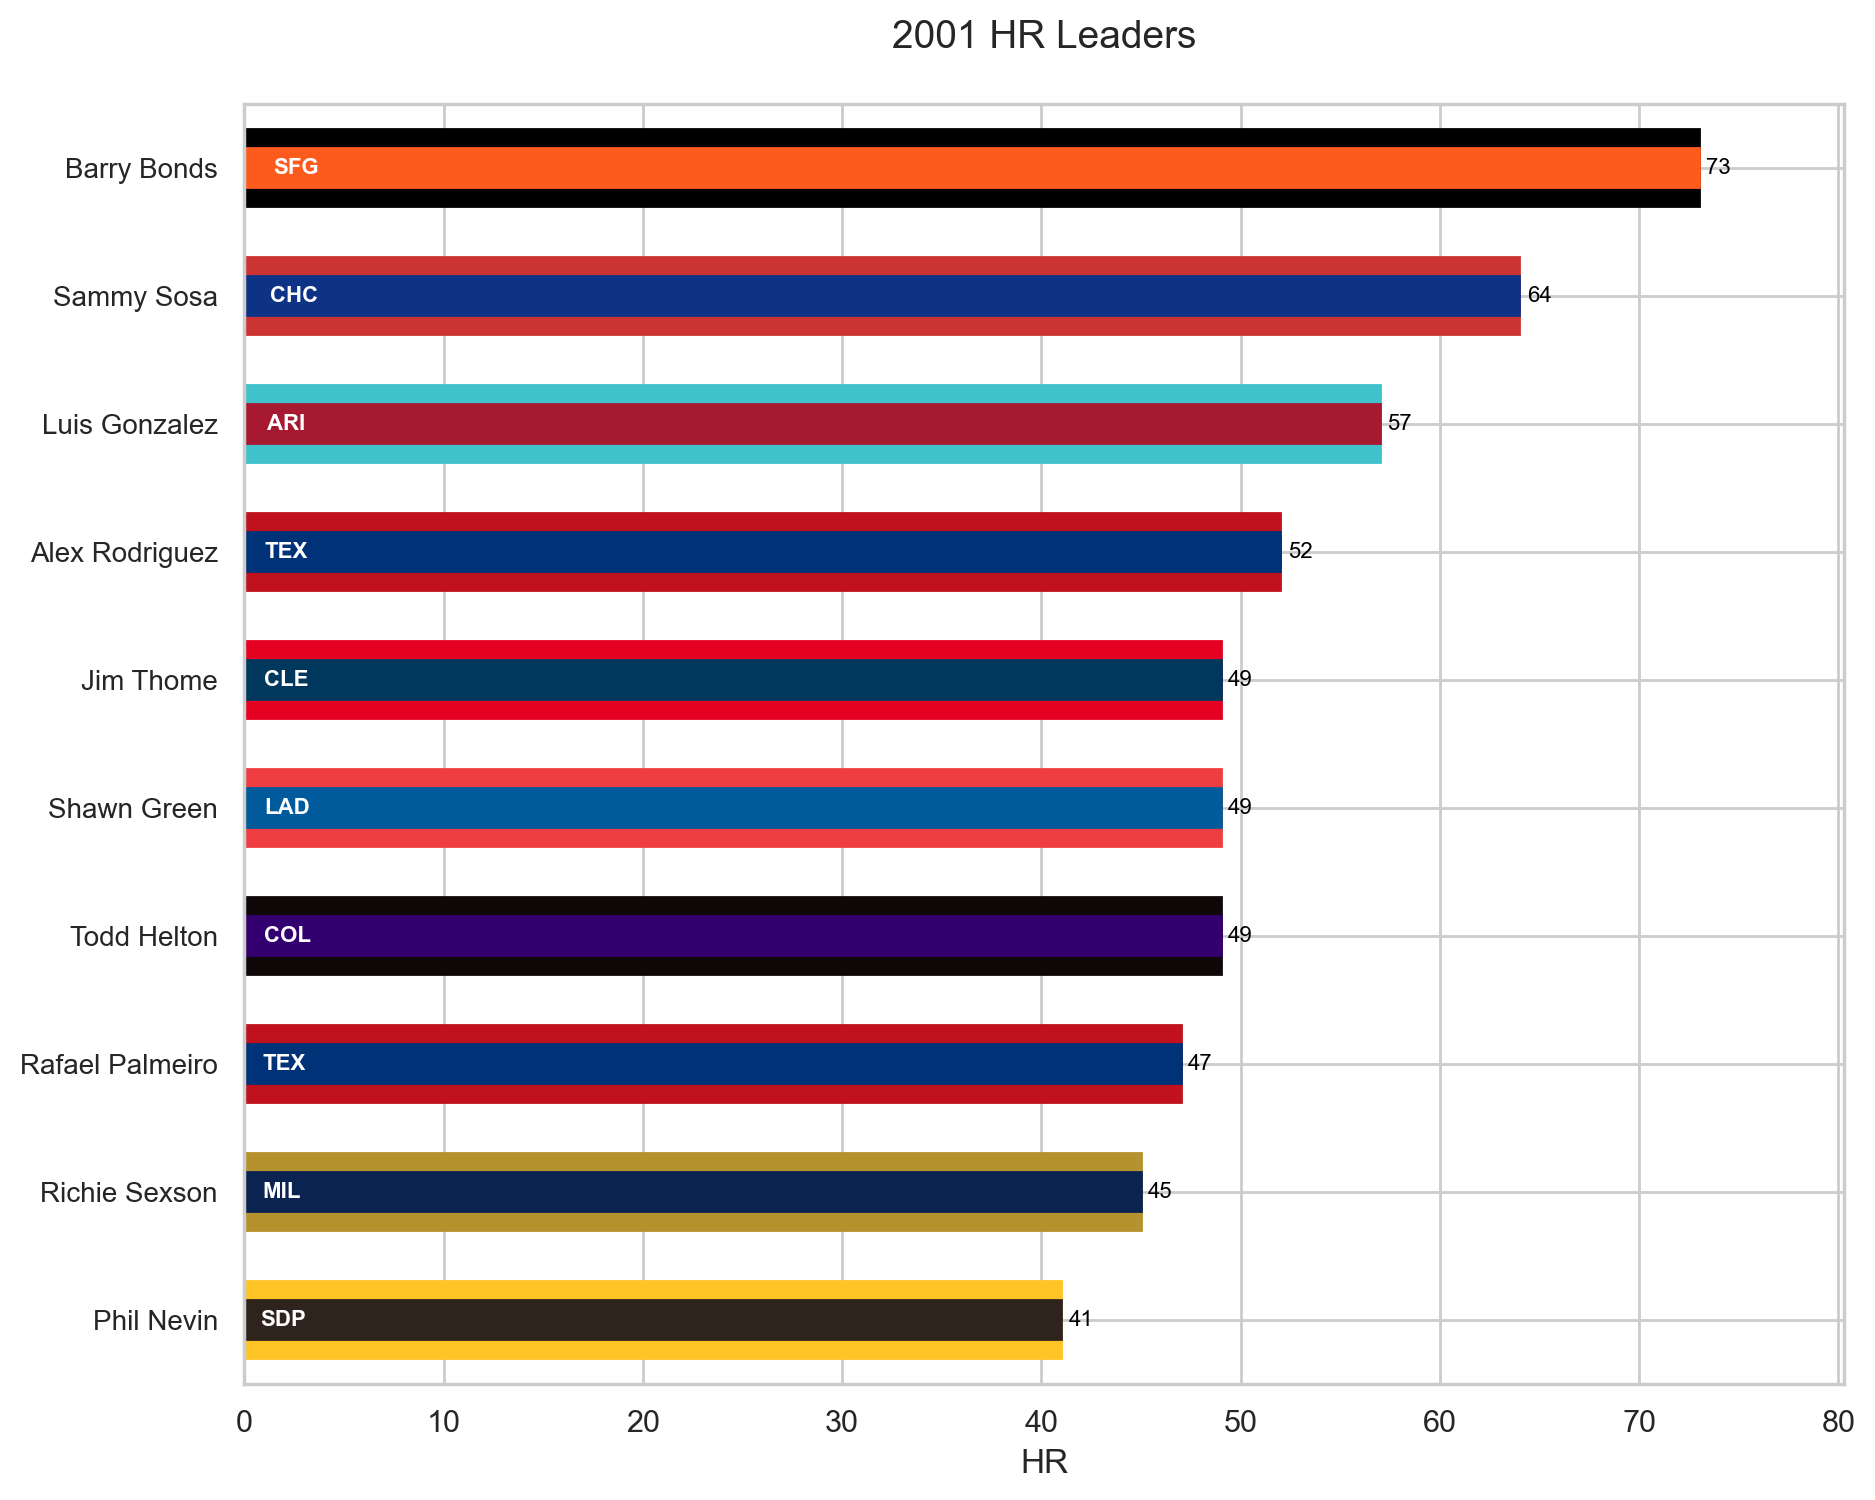 2001 HR Leaders
Barry Bonds SFG 73
Sammy Sosa CHC 64
Luis Gonzalez ARI 57
Alex Rodriguez TEX 52
Jim Thome CLE 49
Shawn Green LAD 49
Todd Helton COL 49
Rafael Palmeiro TEX 47
Richie Sexson MIL 45
Phil Nevin SDP 41
0 10 20 30 40 50 60 70 80
HR